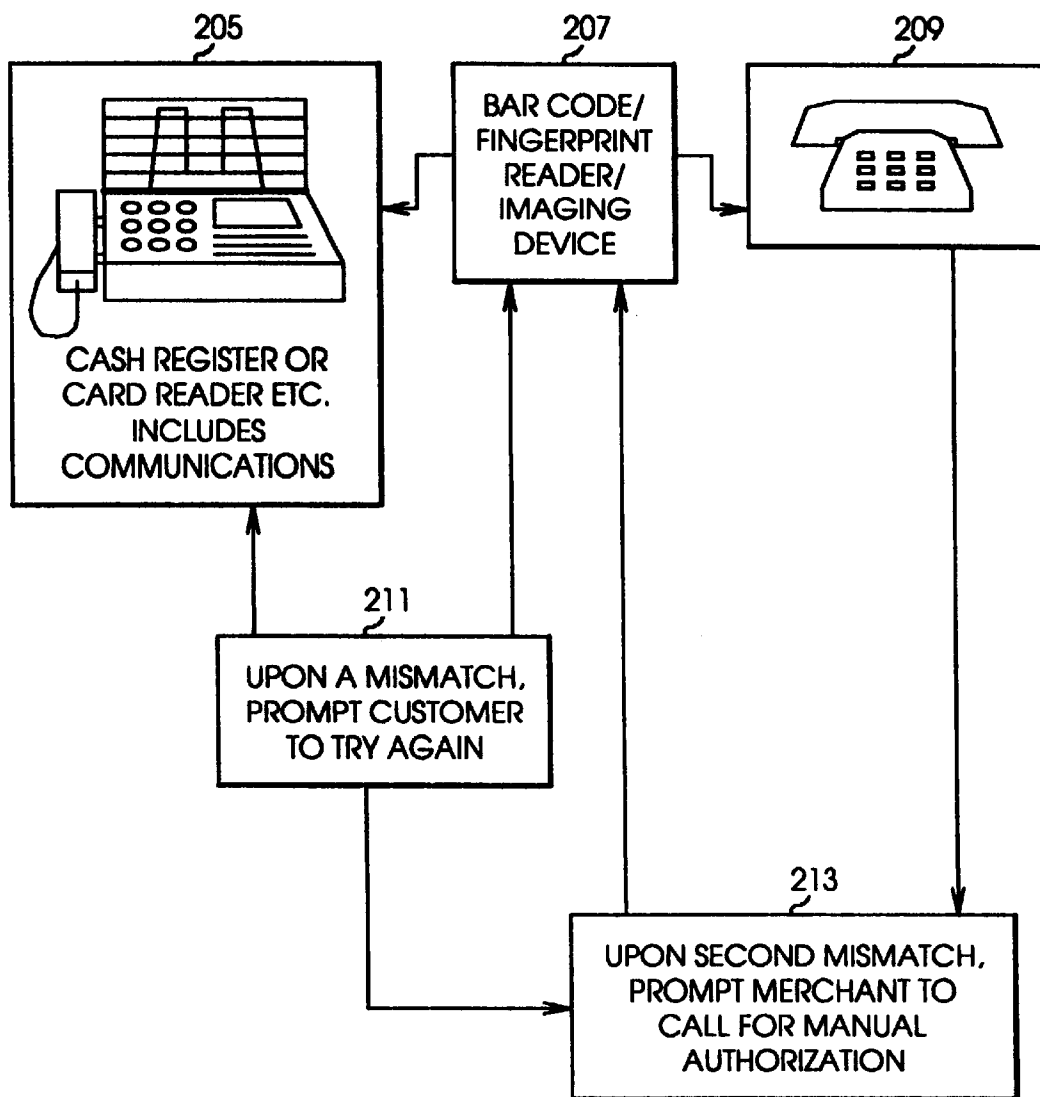 205
207
209
BAR CODE/
FINGERPRINT
READER/
IMAGING
DEVICE
CASH REGISTER OR
CARD READER ETC.
INCLUDES
COMMUNICATIONS
211
UPON A MISMATCH,
PROMPT CUSTOMER
TO TRY AGAIN
213
UPON SECOND MISMATCH,
PROMPT MERCHANT TO
CALL FOR MANUAL
AUTHORIZATION